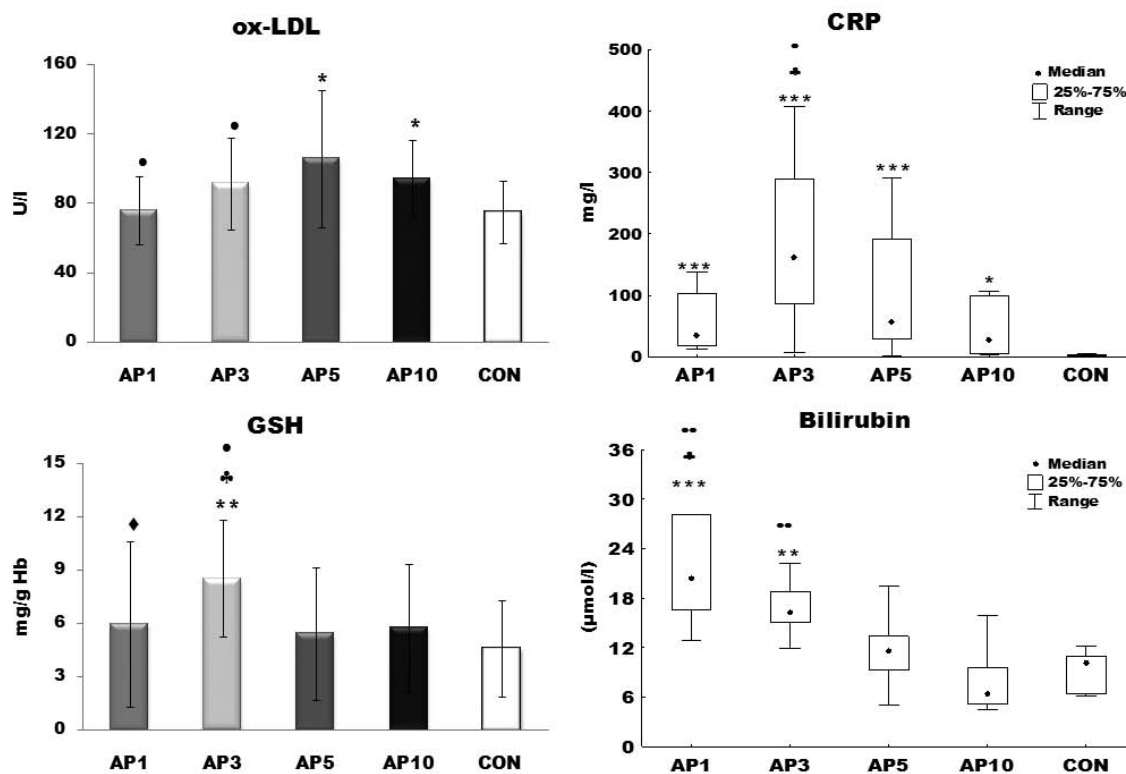 ox-LDL
160
120
80
40
0
U/l
*
*
AP1 AP3 AP5 AP10 CON
CRP
500
400
300
200
100
0
mg/l
***
***
***
*
Median
25%-75%
Range
AP1 AP3 AP5 AP10 CON
GSH
15
12
9
6
3
0
mg/g Hb
**
AP1 AP3 AP5 AP10 CON
Bilirubin
36
30
24
18
12
6
0
(µmol/l)
***
**
Median
25%-75%
Range
AP1 AP3 AP5 AP10 CON